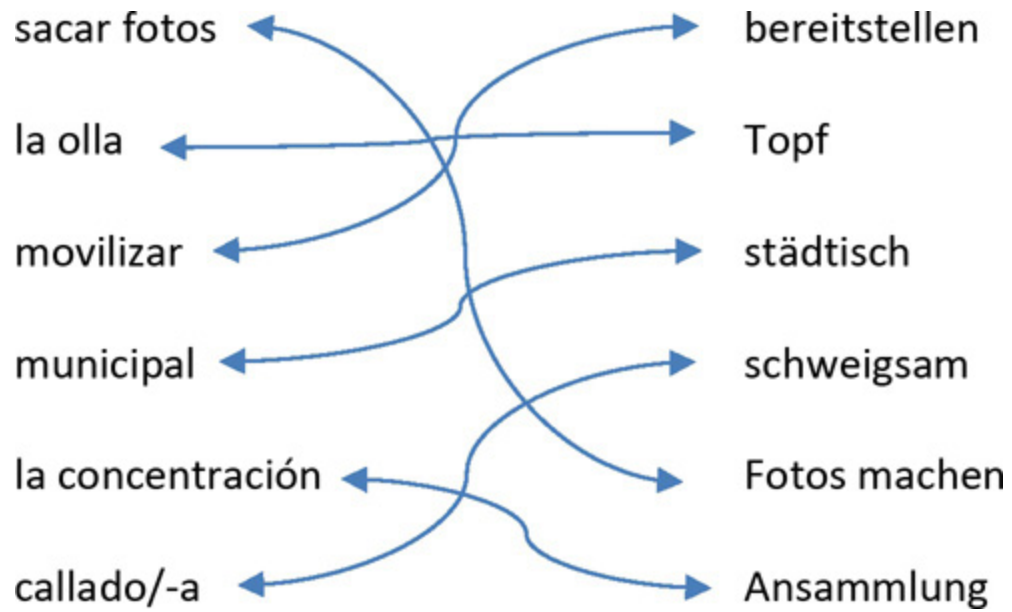 sacar fotos bereitstellen
la olla Topf
movilizar städtisch
municipal schweigsam
la concentración Fotos machen
callado/-a Ansammlung